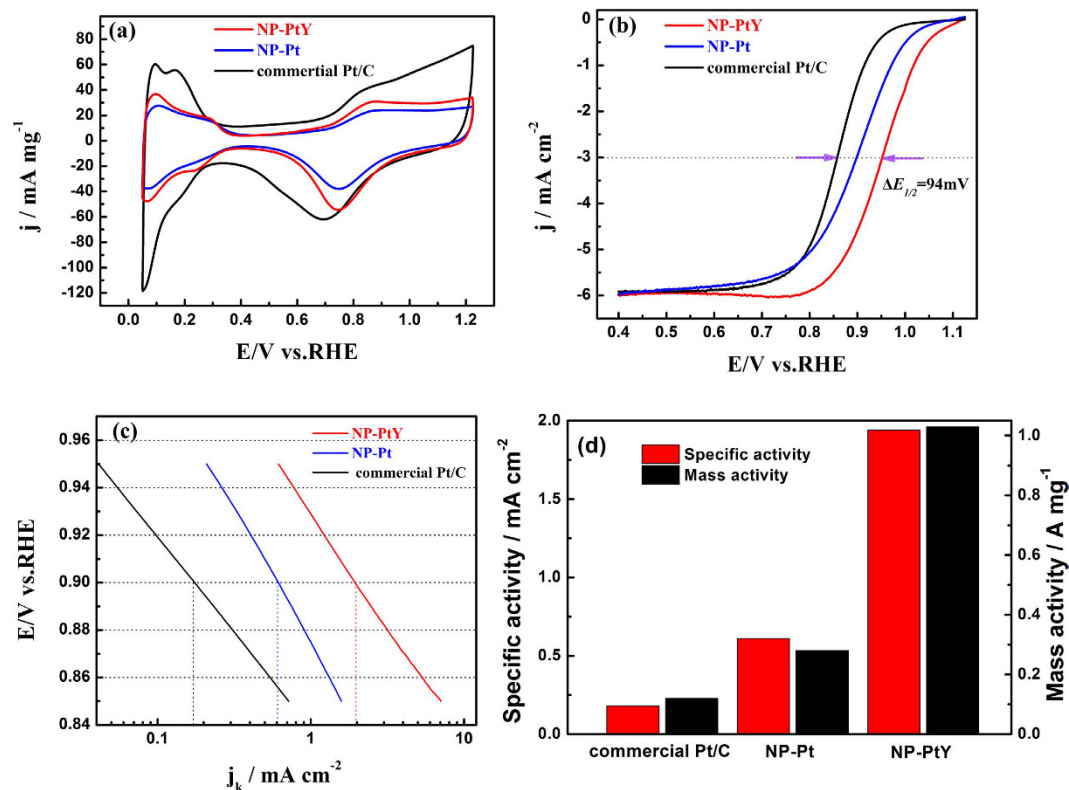 (a)
NP-PtY
NP-Pt
commertial Pt/C
80
60
40
20
0
-20
-40
-60
-80
-100
-120
j / mA mg-1
0.0 0.2 0.4 0.6 0.8 1.0 1.2
E/V vs.RHE
(b)
NP-PtY
NP-Pt
commercial Pt/C
0
-1
-2
-3
-4
-5
-6
j / mA cm-2
ΔE1/2=94mV
0.4 0.5 0.6 0.7 0.8 0.9 1.0 1.1
E/V vs.RHE
(c)
NP-PtY
NP-Pt
commercial Pt/C
0.96
0.94
0.92
0.90
0.88
0.86
0.84
E/V vs.RHE
0.1 1 10
jk / mA cm-2
(d)
Specific activity
Mass activity
2.0
1.5
1.0
0.5
0.0
Specific activity / mA cm-2
1.0
0.8
0.6
0.4
0.2
0.0
Mass activity / A mg-1
commercial Pt/C NP-Pt NP-PtY